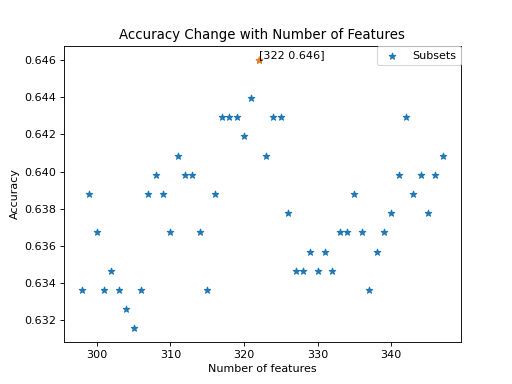 Accuracy Change with Number of Features
[322 0.646]
Subsets
0.646
0.644
0.642
0.640
0.638
0.636
0.634
0.632
Accuracy
300 310 320 330 340
Number of features